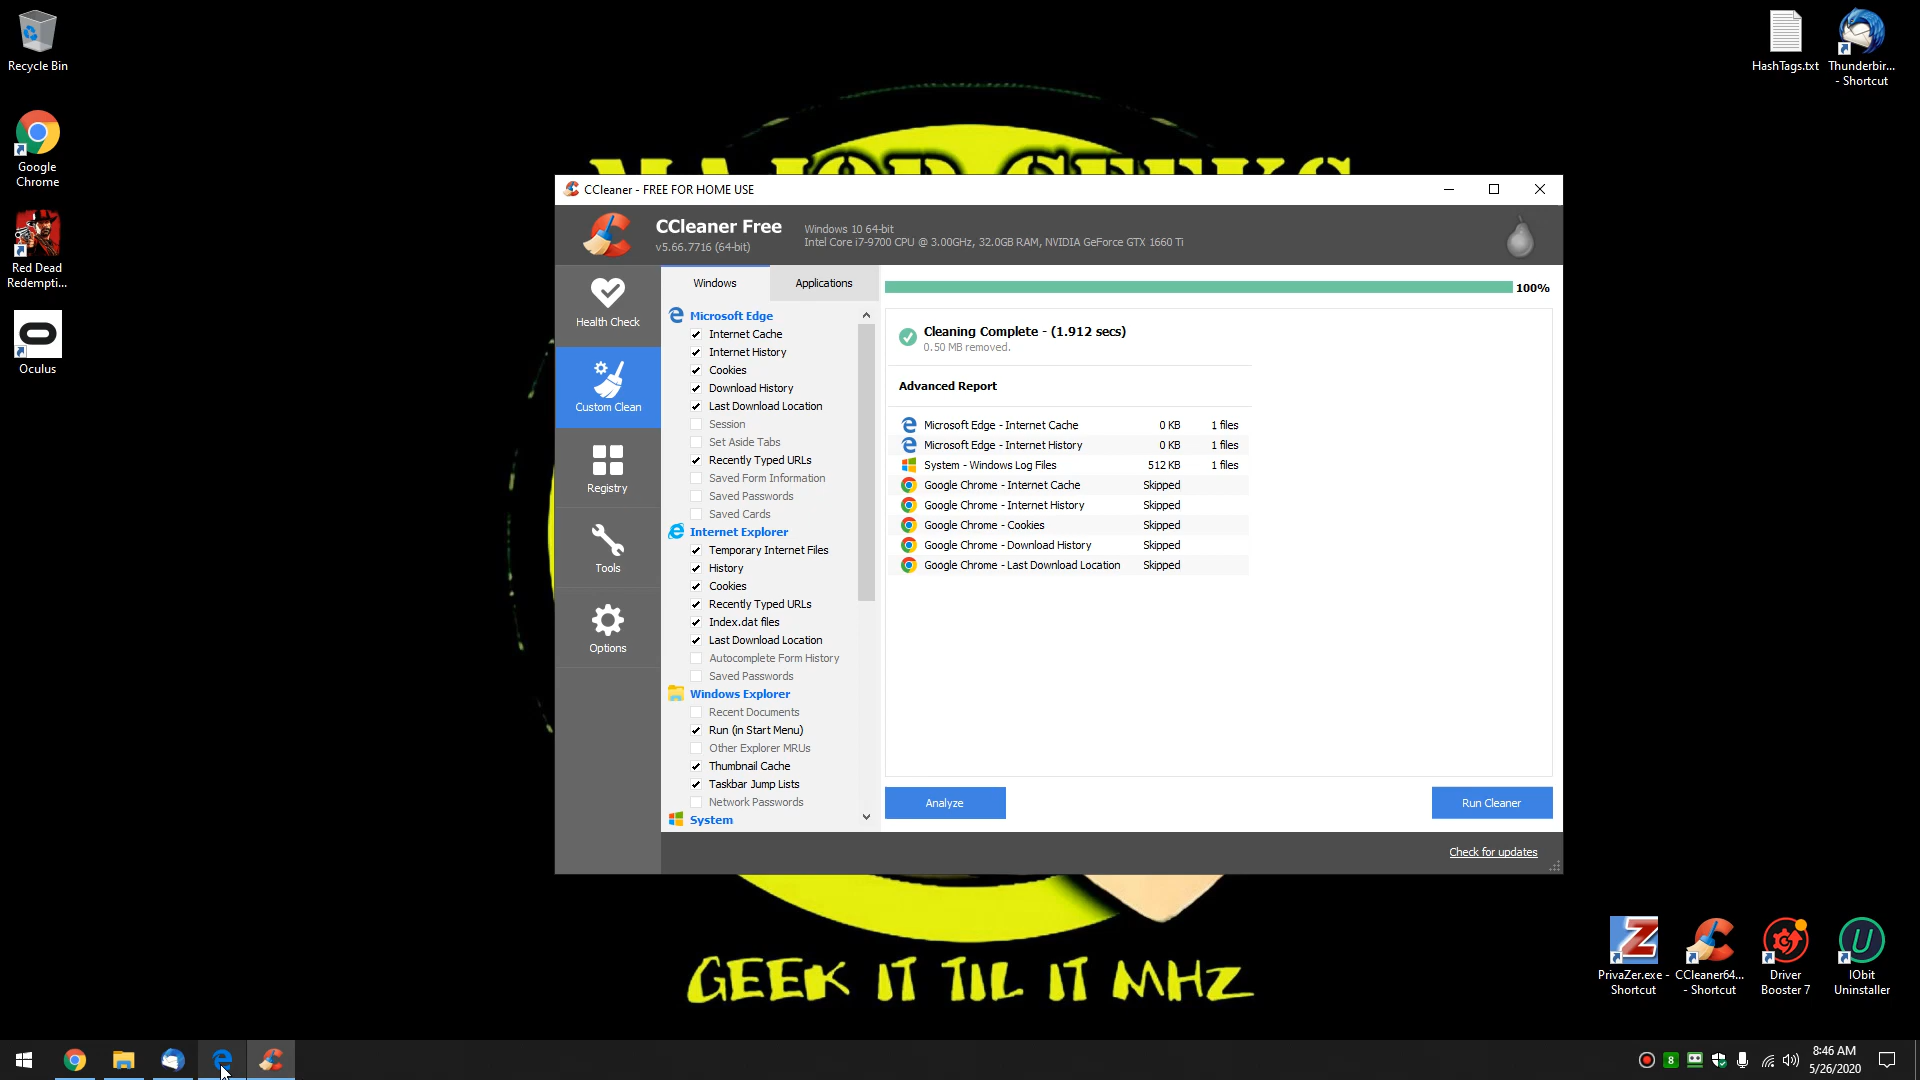 Recycle Bin
Google
Chrome
Red Dead
Redempti...
Oculus
HashTags.txt
Thunderbir...
- Shortcut
MAJOR GEEKS
CCleaner - FREE FOR HOME USE
CCleaner Free
v5.66.7716 (64-bit)
Windows 10 64-bit
Intel Core i7-9700 CPU @ 3.00GHz, 32.0GB RAM, NVIDIA GeForce GTX 1660 Ti
Health Check
Custom Clean
Registry
Tools
Options
Windows
Applications
Microsoft Edge
Internet Cache
Internet History
Cookies
Download History
Last Download Location
Session
Set Aside Tabs
Recently Typed URLs
Saved Form Information
Saved Passwords
Saved Cards
Internet Explorer
Temporary Internet Files
History
Cookies
Recently Typed URLs
Index.dat files
Last Download Location
Autocomplete Form History
Saved Passwords
Windows Explorer
Recent Documents
Run (in Start Menu)
Other Explorer MRUs
Thumbnail Cache
Taskbar Jump Lists
Network Passwords
System
100%
Cleaning Complete - (1.912 secs)
0.50 MB removed.
Advanced Report
Microsoft Edge - Internet Cache 0 KB 1 files
Microsoft Edge - Internet History 0 KB 1 files
System - Windows Log Files 512 KB 1 files
Google Chrome - Internet Cache Skipped
Google Chrome - Internet History Skipped
Google Chrome - Cookies Skipped
Google Chrome - Download History Skipped
Google Chrome - Last Download Location Skipped
Analyze
Run Cleaner
Check for updates
GEEK IT TIL IT MHZ
PrivaZer.exe -
Shortcut
CCleaner64...
- Shortcut
Driver
Booster 7
IObit
Uninstaller
8
8:46 AM
5/26/2020